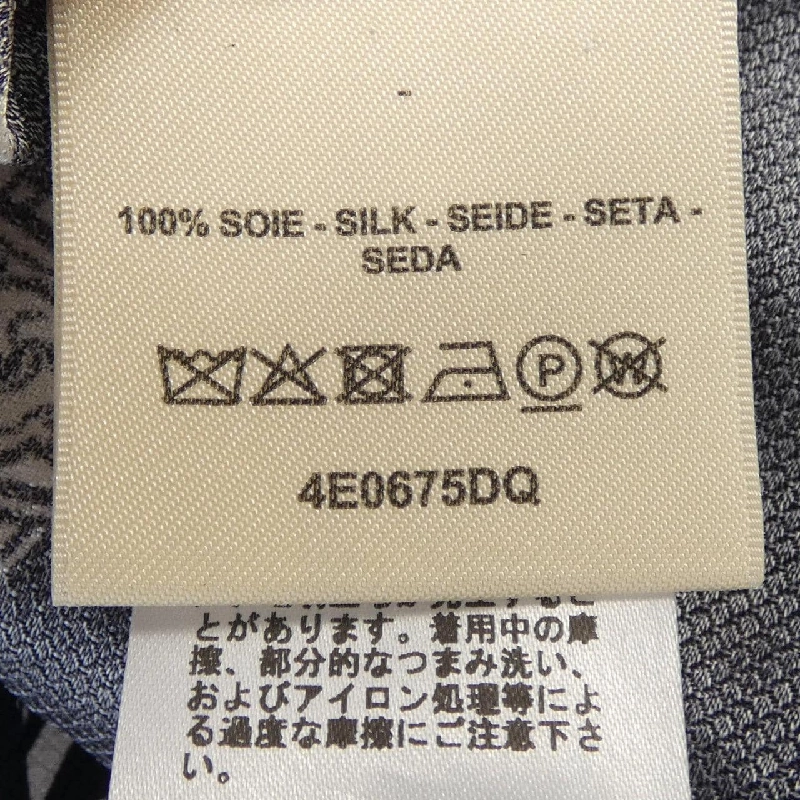 100% SOIE - SILK - SEIDE - SETA -
SEDA
P W
4E0675DQ
とがあります。着用中の摩
擦、部分的なつまみ洗い、
およびアイロン処理等によ
る過度な摩擦にご注意下さ
い。